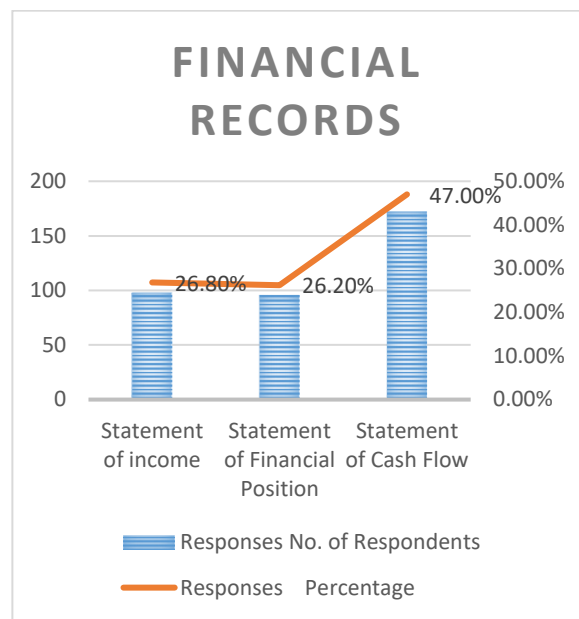 FINANCIAL
RECORDS
200
150
100
50
0
50.00%
40.00%
30.00%
20.00%
10.00%
0.00%
26.80%
26.20%
47.00%
Statement
of income
Statement
of Financial
Position
Statement
of Cash Flow
Responses No. of Respondents
Responses Percentage